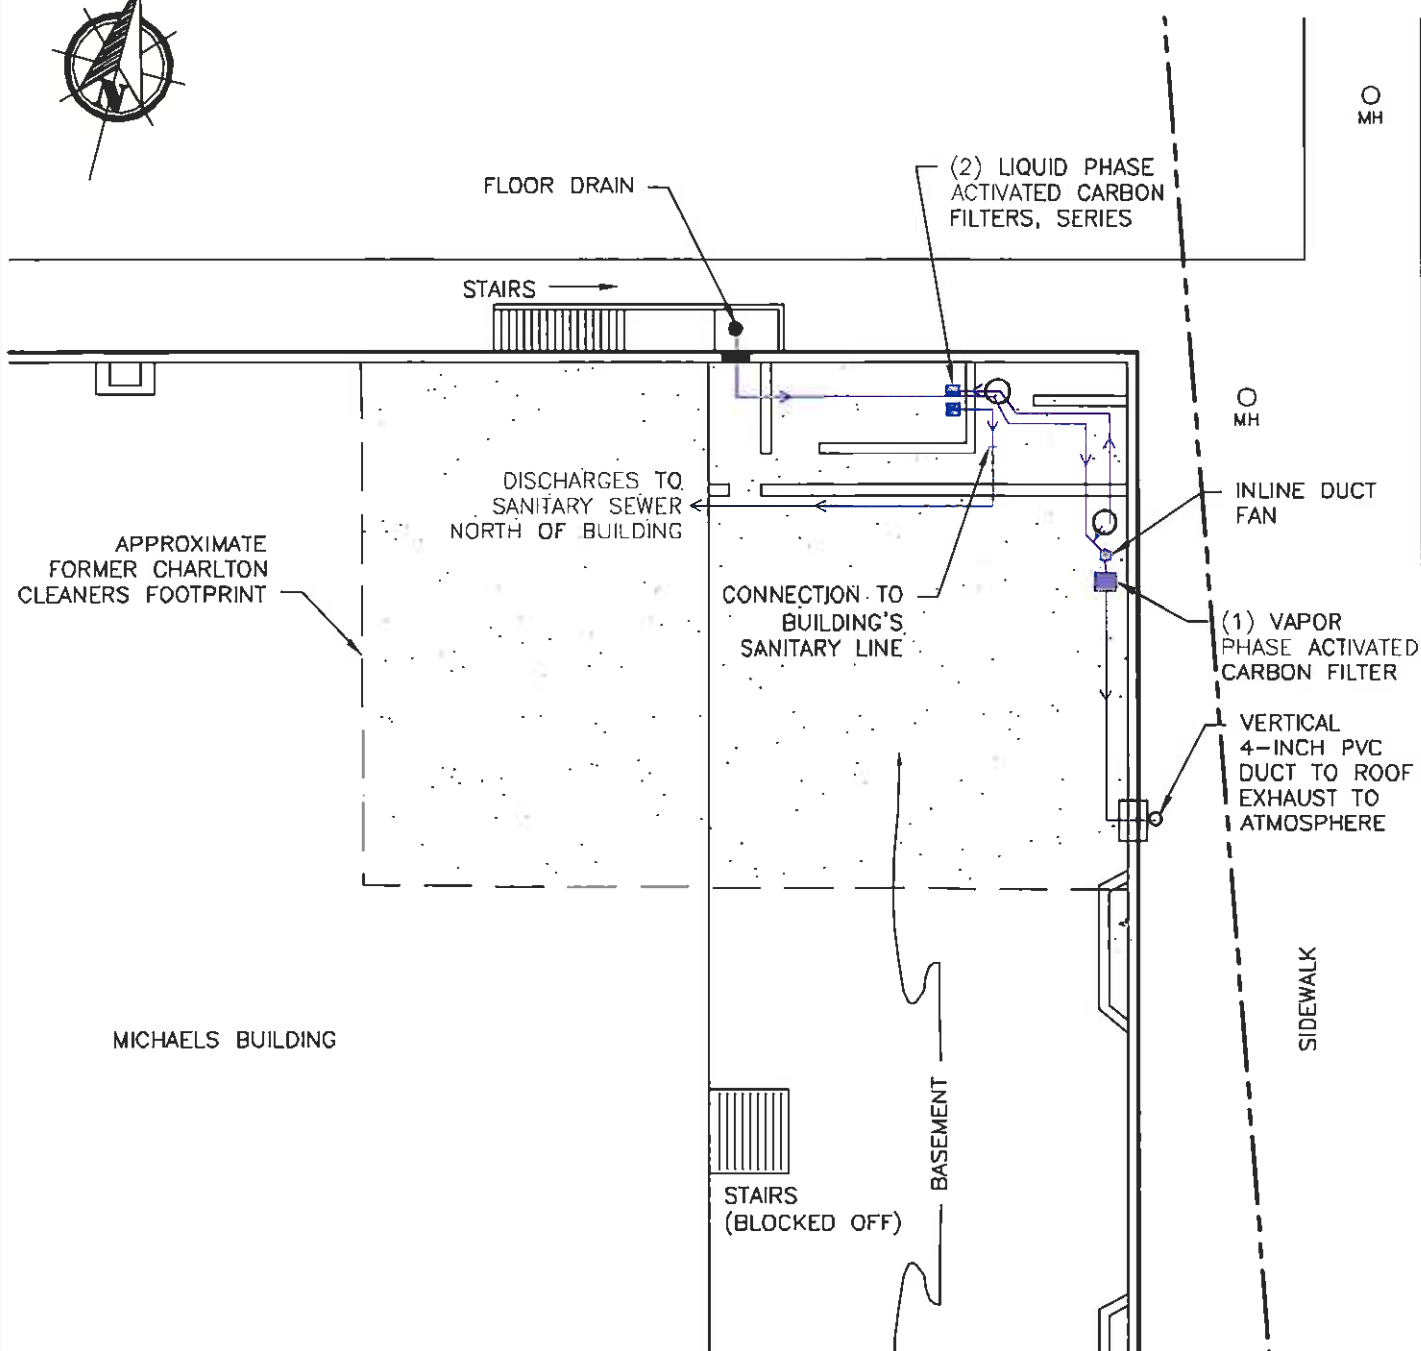 N
MH
(2) LIQUID PHASE
ACTIVATED CARBON
FILTERS, SERIES
FLOOR DRAIN
STAIRS
MH
DISCHARGES TO
SANITARY SEWER
NORTH OF BUILDING
INLINE DUCT
FAN
APPROXIMATE
FORMER CHARLTON
CLEANERS FOOTPRINT
CONNECTION TO
BUILDING'S
SANITARY LINE
(1) VAPOR
PHASE ACTIVATED
CARBON FILTER
VERTICAL
4-INCH PVC
DUCT TO ROOF
EXHAUST TO
ATMOSPHERE
SIDEWALK
MICHAELS BUILDING
BASEMENT
STAIRS
(BLOCKED OFF)